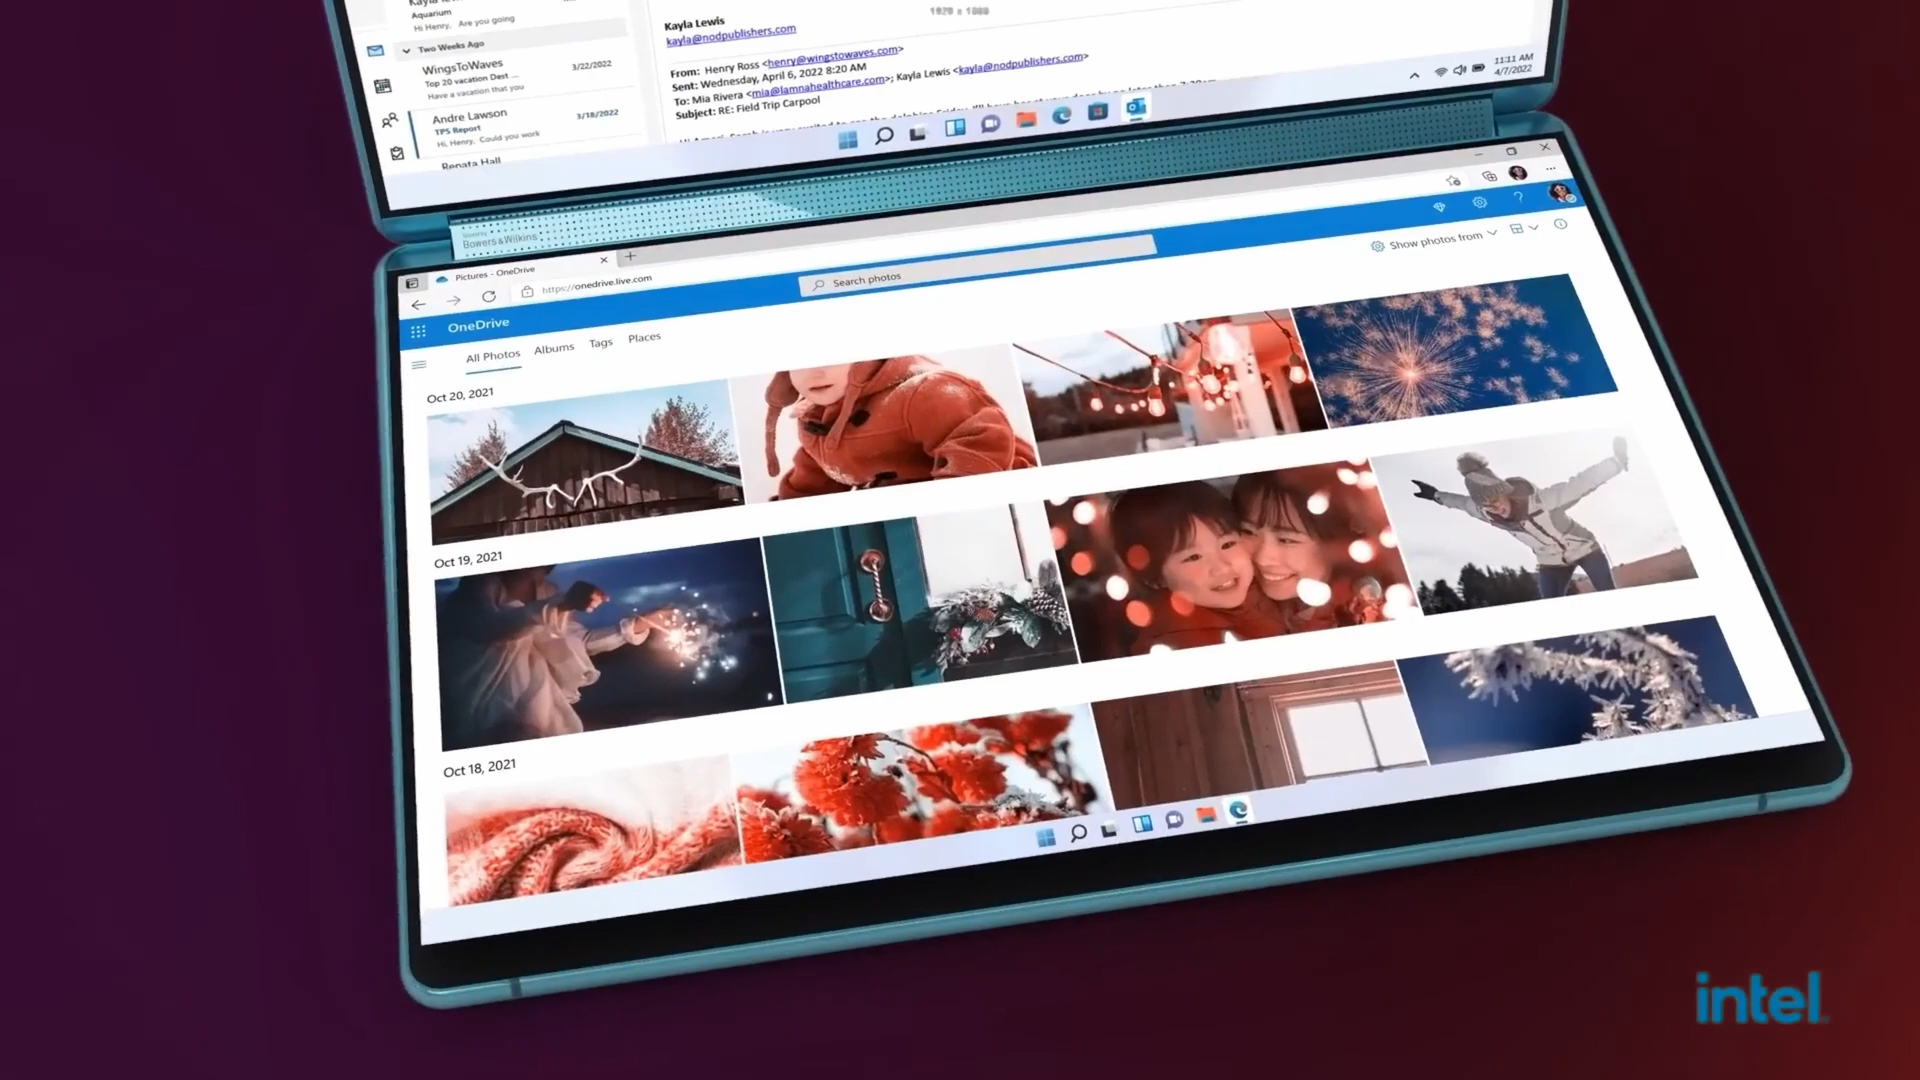 Aquarium
Hi Henry, Are you going
Two Weeks Ago
WingsToWaves
3/22/2022
Top 20 vacation Dest ...
Have a vacation that you
Andre Lawson
3/18/2022
TPS Report
Hi, Henry, Could you work
Renata Hall
Kayla Lewis
kayla@nodpublishers.com
From: Henry Ross <henry@wingstowaves.com>
Sent: Wednesday, April 6, 2022 8:20 AM
To: Mia Rivera <mia@lamnahealthcare.com>; Kayla Lewis <kayla@nodpublishers.com>
Subject: RE: Field Trip Carpool
11:11 AM
4/7/2022
Bowers & Wilkins
Pictures - OneDrive
https://onedrive.live.com
OneDrive
Search photos
Show photos from
All Photos
Albums
Tags
Places
Oct 20, 2021
Oct 19, 2021
Oct 18, 2021
intel